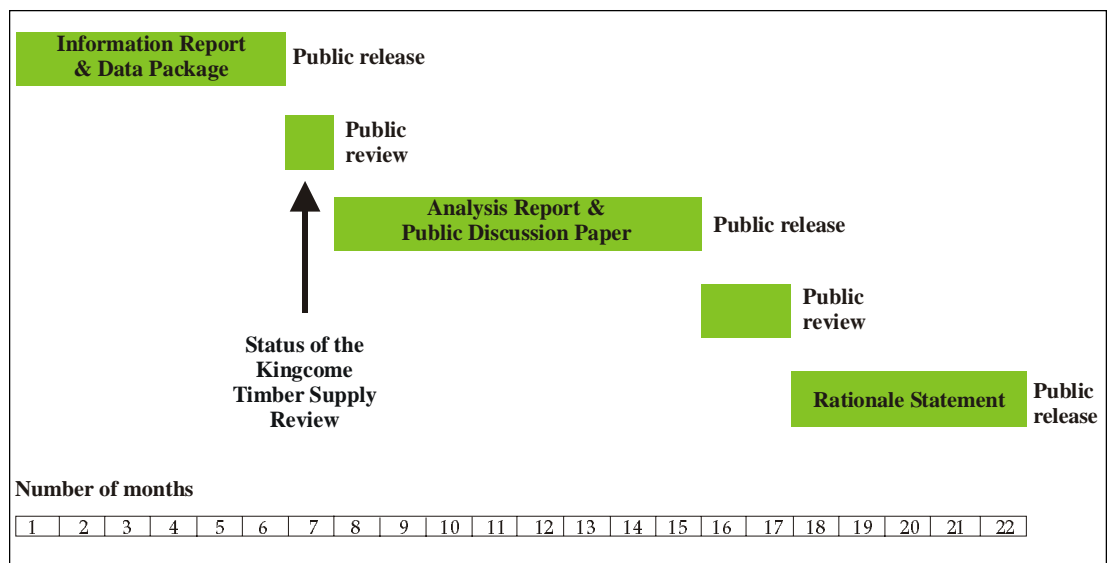 Information Report
& Data Package
Public release
Public
review
Analysis Report &
Public Discussion Paper
Public release
Public
review
Status of the
Kingcome
Timber Supply
Review
Rationale Statement
Public
release
Number of months
1 2 3 4 5 6 7 8 9 10 11 12 13 14 15 16 17 18 19 20 21 22